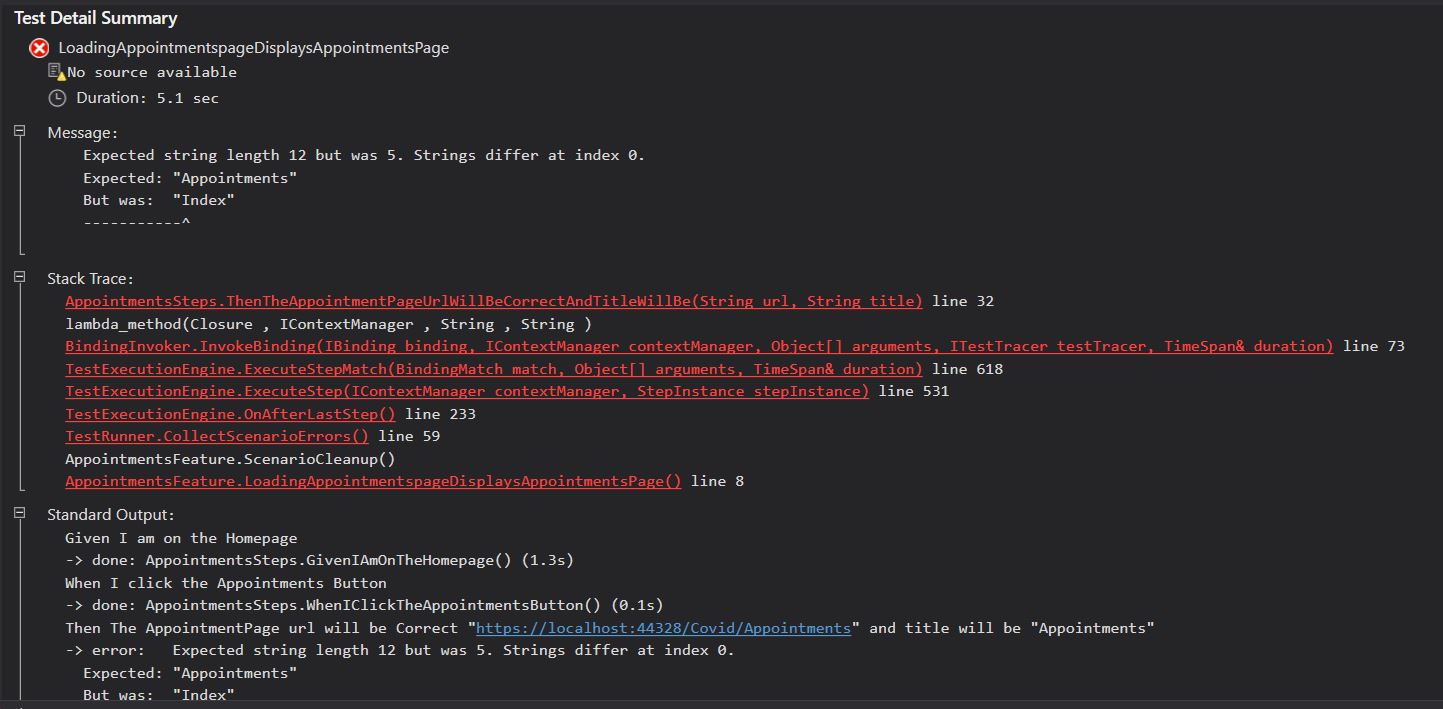 Test Detail Summary
LoadingAppointmentspageDisplaysAppointmentsPage
No source available
Duration: 5.1 sec
Message:
Expected string length 12 but was 5. Strings differ at index 0.
Expected: "Appointments"
But was:  "Index"
-----------^
Stack Trace:
AppointmentsSteps.ThenTheAppointmentPageUrlWillBeCorrectAndTitleWillBe(String url, String title) line 32
lambda_method(Closure , IContextManager , String , String )
BindingInvoker.InvokeBinding(IBinding binding, IContextManager contextManager, Object[] arguments, ITestTracer testTracer, TimeSpan& duration) line 73
TestExecutionEngine.ExecuteStepMatch(BindingMatch match, Object[] arguments, TimeSpan& duration) line 618
TestExecutionEngine.ExecuteStep(IContextManager contextManager, StepInstance stepInstance) line 531
TestExecutionEngine.OnAfterLastStep() line 233
TestRunner.CollectScenarioErrors() line 59
AppointmentsFeature.ScenarioCleanup()
AppointmentsFeature.LoadingAppointmentspageDisplaysAppointmentsPage() line 8
Standard Output:
Given I am on the Homepage
-> done: AppointmentsSteps.GivenIAmOnTheHomepage() (1.3s)
When I click the Appointments Button
-> done: AppointmentsSteps.WhenIClickTheAppointmentsButton() (0.1s)
Then The AppointmentPage url will be Correct "https://localhost:44328/Covid/Appointments" and title will be "Appointments"
-> error:   Expected string length 12 but was 5. Strings differ at index 0.
Expected: "Appointments"
But was:  "Index"